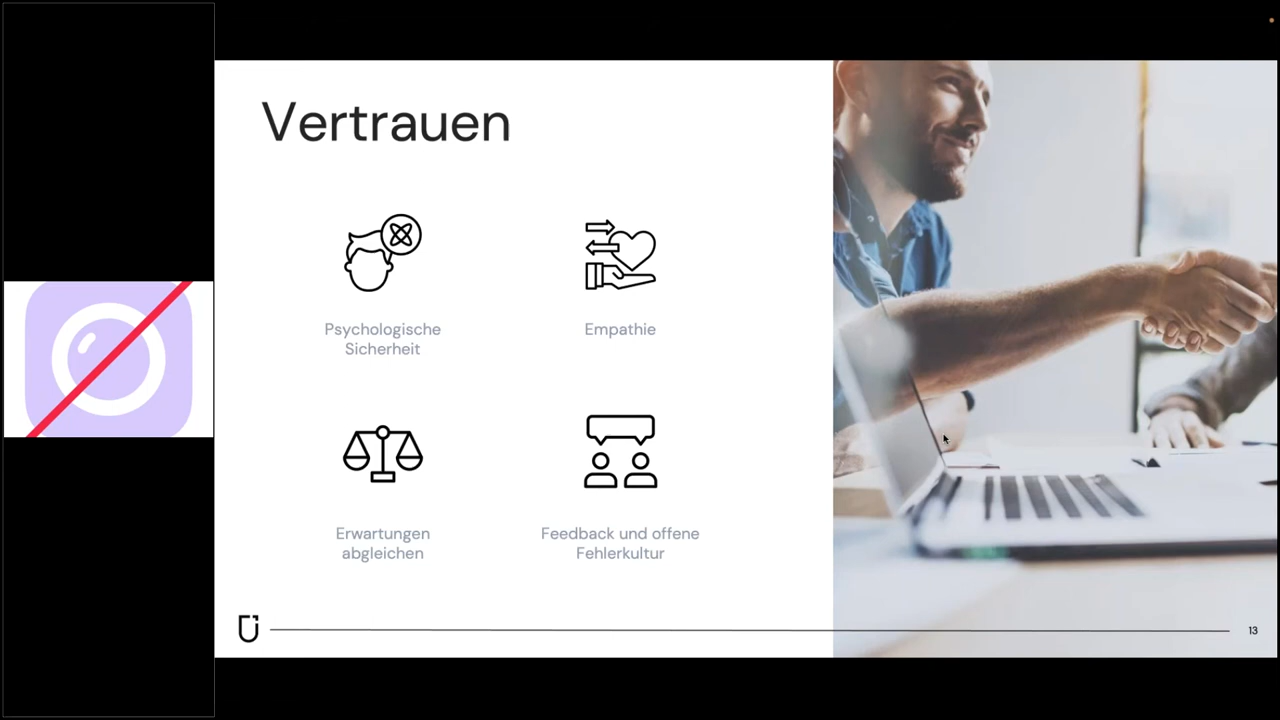 Vertrauen
Psychologische
Sicherheit
Empathie
Erwartungen
abgleichen
Feedback und offene
Fehlerkultur
13